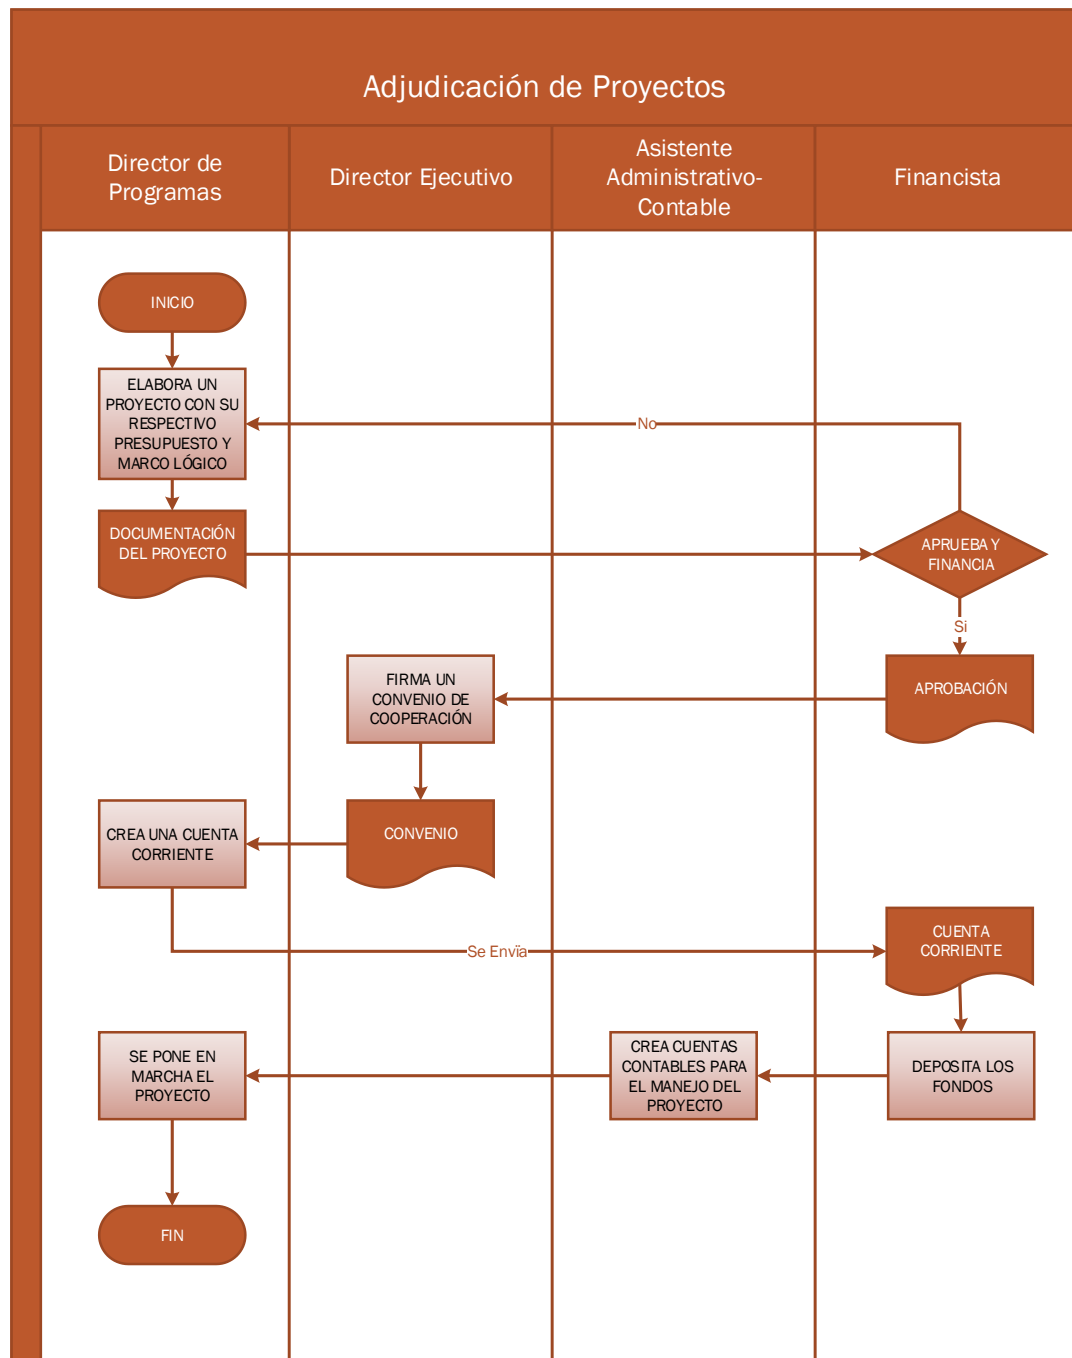 Adjudicación de Proyectos
Director de
Programas
Director Ejecutivo
Asistente
Administrativo-
Contable
Financista
INICIO
ELABORA UN
PROYECTO CON SU
RESPECTIVO
PRESUPUESTO Y
MARCO LÓGICO
No
DOCUMENTACIÓN
DEL PROYECTO
APRUEBA Y
FINANCIA
Si
APROBACIÓN
FIRMA UN
CONVENIO DE
COOPERACIÓN
CONVENIO
CREA UNA CUENTA
CORRIENTE
Se Envïa
CUENTA
CORRIENTE
DEPOSITA LOS
FONDOS
CREA CUENTAS
CONTABLES PARA
EL MANEJO DEL
PROYECTO
SE PONE EN
MARCHA EL
PROYECTO
FIN